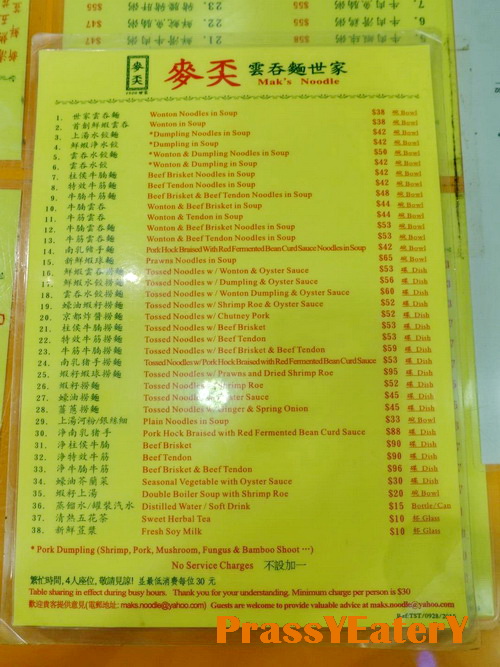 麥奀
麥奀 雲吞麵世家
Mak's Noodle
1. 世家雲吞麵 Wonton Noodles in Soup $38 碗 Bowl
2. 首創鮮蝦雲吞 Wonton in Soup $38 碗 Bowl
3. 上湯水餃麵 *Dumpling Noodles in Soup $42 碗 Bowl
4. 鮮蝦淨水餃 *Dumpling in Soup $42 碗 Bowl
5. 雲吞水餃麵 *Wonton & Dumpling Noodles in Soup $50 碗 Bowl
6. 雲吞水餃 *Wonton & Dumpling in Soup $50 碗 Bowl
7. 柱侯牛腩麵 Beef Brisket Noodles in Soup $42 碗 Bowl
8. 特效牛筋麵 Beef Tendon Noodles in Soup $42 碗 Bowl
9. 牛腩牛筋麵 Beef Brisket & Beef Tendon Noodles in Soup $48 碗 Bowl
10. 牛腩雲吞 Wonton & Beef Brisket in Soup $44 碗 Bowl
11. 牛筋雲吞 Wonton & Tendon in Soup $44 碗 Bowl
12. 牛腩雲吞麵 Wonton & Beef Brisket Noodles in Soup $53 碗 Bowl
13. 牛筋雲吞麵 Wonton & Beef Tendon Noodles in Soup $53 碗 Bowl
14. 南乳豬手麵 Pork Hock Braised With Red Fermented Bean Curd Sauce Noodles in Soup $42 碗 Bowl
15. 新鮮蝦球麵 Prawns Noodles in Soup $65 碗 Bowl
16. 鮮蝦雲吞撈麵 Tossed Noodles w / Wonton & Oyster Sauce $53 碟 Dish
17. 鮮蝦水餃撈麵 Tossed Noodles w / Dumpling & Oyster Sauce $56 碟 Dish
18. 雲吞水餃撈麵 Tossed Noodles w / Wonton Dumpling & Oyster Sauce $60 碟 Dish
19. 蠔油蝦籽撈麵 Tossed Noodles w / Shrimp Roe & Oyster Sauce $52 碟 Dish
20. 京都炸醬撈麵 Tossed Noodles w / Chutney Pork $52 碟 Dish
21. 柱侯牛腩撈麵 Tossed Noodles w / Beef Brisket $53 碟 Dish
22. 特效牛筋撈麵 Tossed Noodles w / Beef Tendon $53 碟 Dish
23. 牛筋牛腩撈麵 Tossed Noodles w / Beef Brisket & Beef Tendon $59 碟 Dish
24. 南乳豬手撈麵 Tossed Noodles w / Pork Hock Braised with Red Fermented Bean Curd Sauce $53 碟 Dish
25. 蝦籽蝦球撈麵 Tossed Noodles w / Prawns and Dried Shrimp Roe $95 碟 Dish
26. 蝦籽撈麵 Tossed Noodles w / Shrimp Roe $52 碟 Dish
27. 蠔油撈麵 Tossed Noodles w / Oyster Sauce $45 碟 Dish
28. 薑蔥撈麵 Tossed Noodles w / Ginger & Spring Onion $45 碟 Dish
29. 上湯河粉/銀絲細 Plain Noodles in Soup $33 碗 Bowl
30. 淨南乳豬手 Pork Hock Braised with Red Fermented Bean Curd Sauce $88 碟 Dish
31. 淨柱侯牛腩 Beef Brisket $90 碟 Dish
32. 淨特效牛筋 Beef Tendon $90 碟 Dish
33. 淨牛腩牛筋 Beef Brisket & Beef Tendon $96 碟 Dish
34. 蠔油芥蘭菜 Seasonal Vegetable with Oyster Sauce $30 碟 Dish
35. 蝦籽上湯 Double Boiler Soup with Shrimp Roe $20 碗 Bowl
36. 蒸餾水/罐裝汽水 Distilled Water / Soft Drink $15 Bottle/Can
37. 清熱五花茶 Sweet Herbal Tea $10 杯 Glass
38. 新鮮荳漿 Fresh Soy Milk $10 杯 Glass
* Pork Dumpling (Shrimp, Pork, Mushroom, Fungus & Bamboo Shoot …)
No Service Charges 不設加一
繁忙時間, 4人座位, 敬請見諒! 並最低消費每位 30 元
Table sharing in effect during busy hours. Thank you for your understanding. Minimum charge per person is $30
歡迎貴客提供意見(電郵地址: maks.noodle@yahoo.com) Guests are welcome to provide valuable advice at maks.noodle@yahoo.com
PrassYEaterY